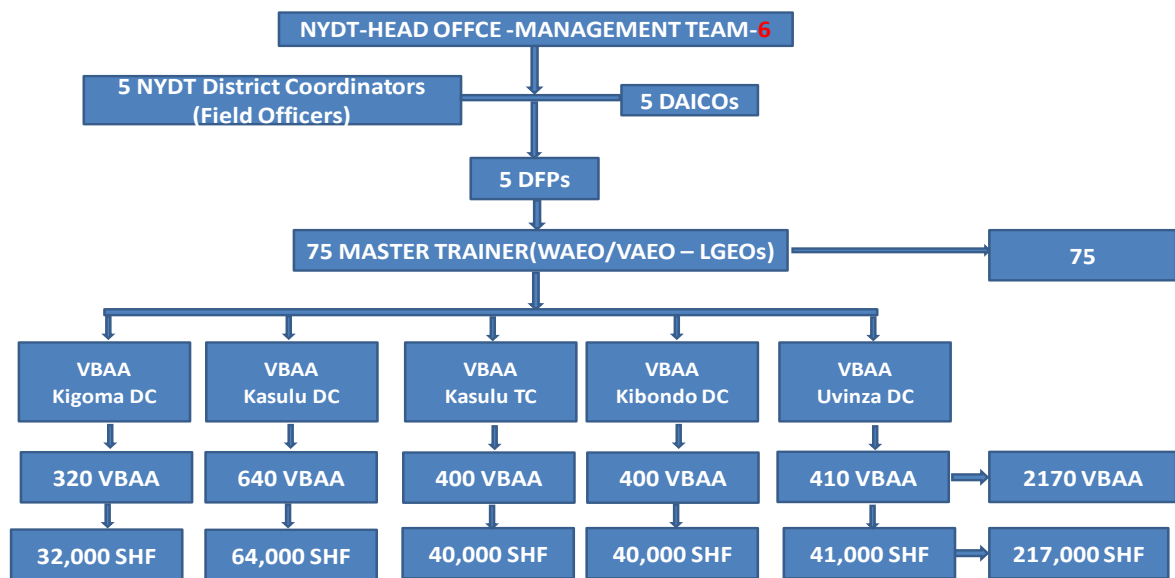 NYDT-HEAD OFFCE -MANAGEMENT TEAM-6
5 NYDT District Coordinators
(Field Officers)
5 DAICOs
5 DFPs
75 MASTER TRAINER(WAEO/VAEO – LGEOs)
75
VBAA
Kigoma DC
VBAA
Kasulu DC
VBAA
Kasulu TC
VBAA
Kibondo DC
VBAA
Uvinza DC
320 VBAA
640 VBAA
400 VBAA
400 VBAA
410 VBAA
2170 VBAA
32,000 SHF
64,000 SHF
40,000 SHF
40,000 SHF
41,000 SHF
217,000 SHF